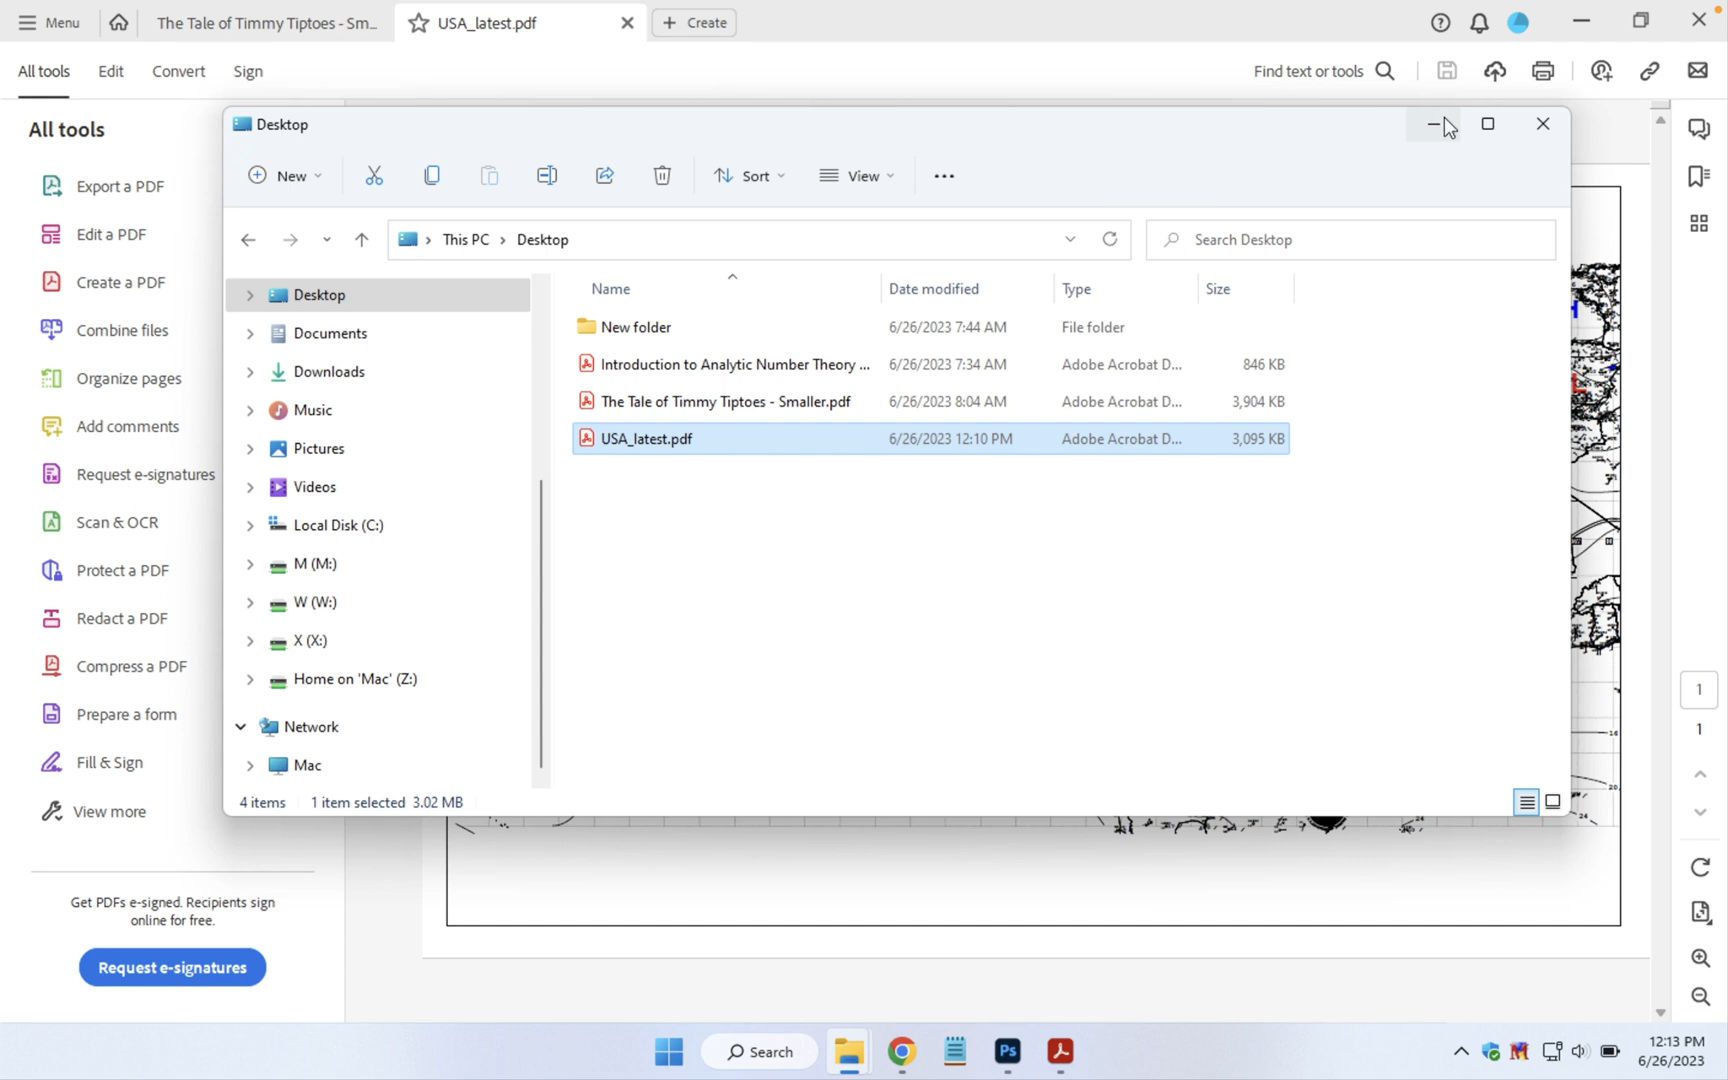 Menu
The Tale of Timmy Tiptoes - Sm...
USA_latest.pdf
Create
All tools
Edit
Convert
Sign
Find text or tools
All tools
Export a PDF
Edit a PDF
Create a PDF
Combine files
Organize pages
Add comments
Request e-signatures
Scan & OCR
Protect a PDF
Redact a PDF
Compress a PDF
Prepare a form
Fill & Sign
View more
Get PDFs e-signed. Recipients sign
online for free.
Request e-signatures
Desktop
New
Sort
View
This PC > Desktop
Search Desktop
Desktop
Documents
Downloads
Music
Pictures
Videos
Local Disk (C:)
M (M:)
W (W:)
X (X:)
Home on 'Mac' (Z:)
Network
Mac
Name Date modified Type Size
New folder 6/26/2023 7:44 AM File folder
Introduction to Analytic Number Theory ... 6/26/2023 7:34 AM Adobe Acrobat D... 846 KB
The Tale of Timmy Tiptoes - Smaller.pdf 6/26/2023 8:04 AM Adobe Acrobat D... 3,904 KB
USA_latest.pdf 6/26/2023 12:10 PM Adobe Acrobat D... 3,095 KB
4 items 1 item selected 3.02 MB
1
1
Search
Ps
12:13 PM
6/26/2023